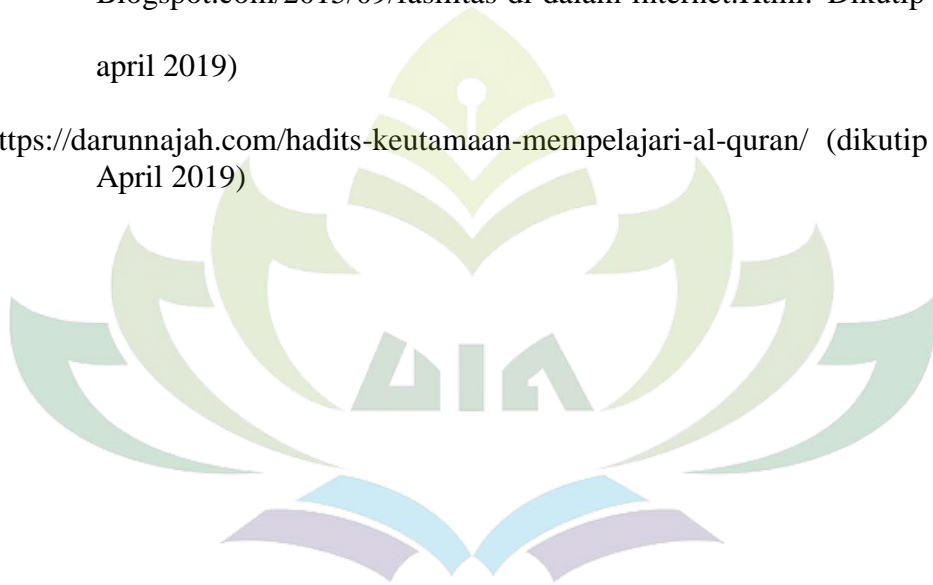 april 2019)
ttps://darunnajah.com/hadits-keutamaan-mempelajari-al-quran/ (dikutip
April 2019)